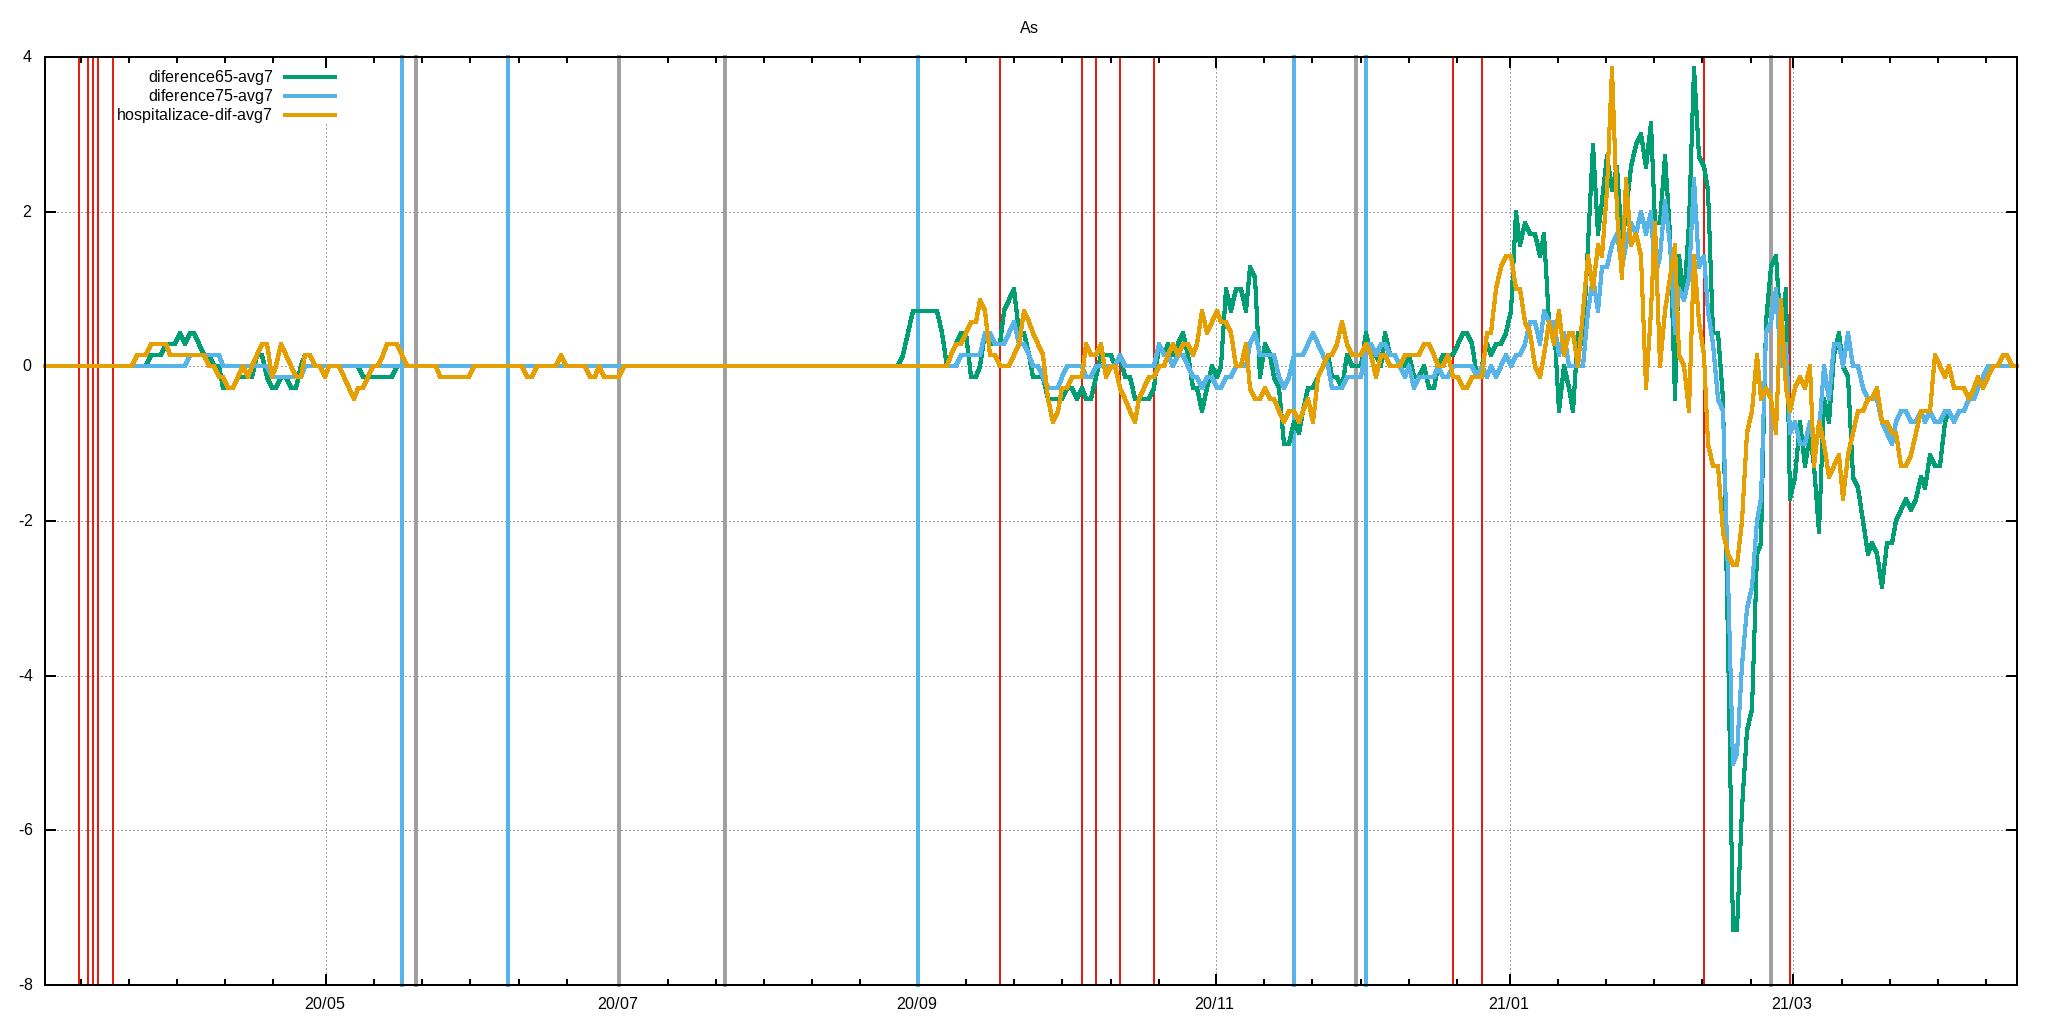 As
4
diference65-avg7
diference75-avg7
hospitalizace-dif-avg7
2
0
-2
-4
-6
-8
20/05 20/07 20/09 20/11 21/01 21/03